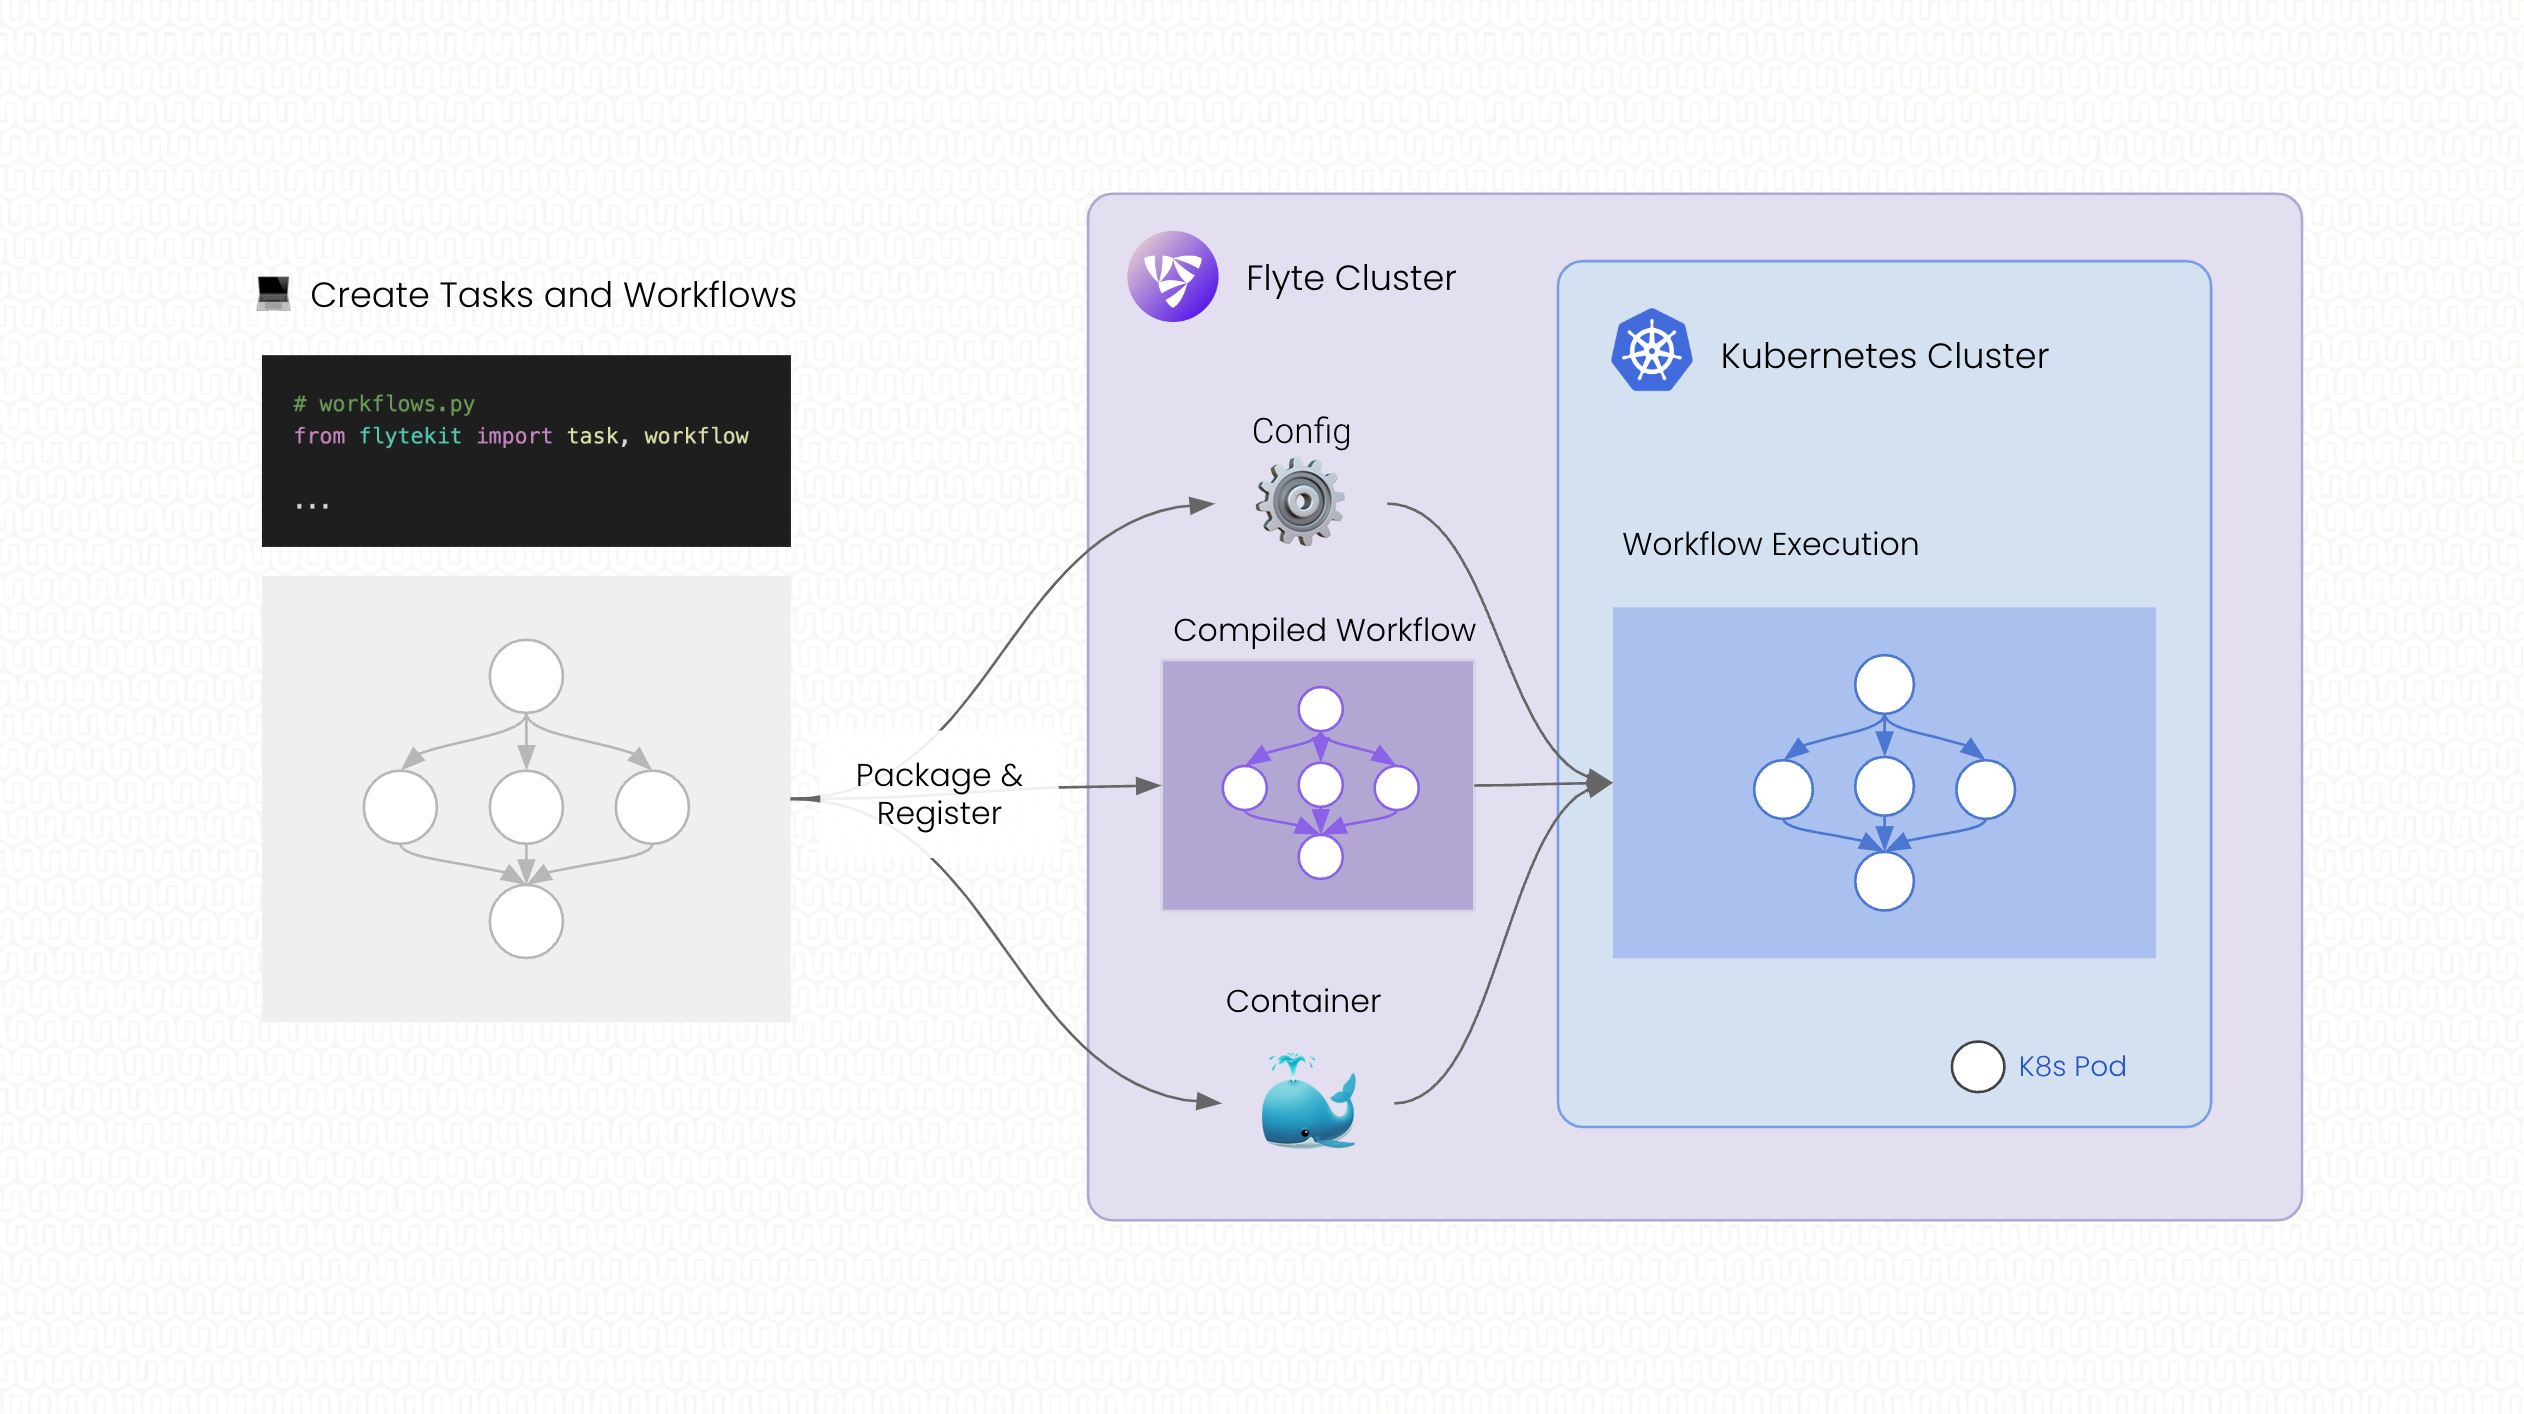 Create Tasks and Workflows
# workflows.py
from flytekit import task, workflow
...
Package &
Register
Flyte Cluster
Config
Compiled Workflow
Container
Kubernetes Cluster
Workflow Execution
K8s Pod